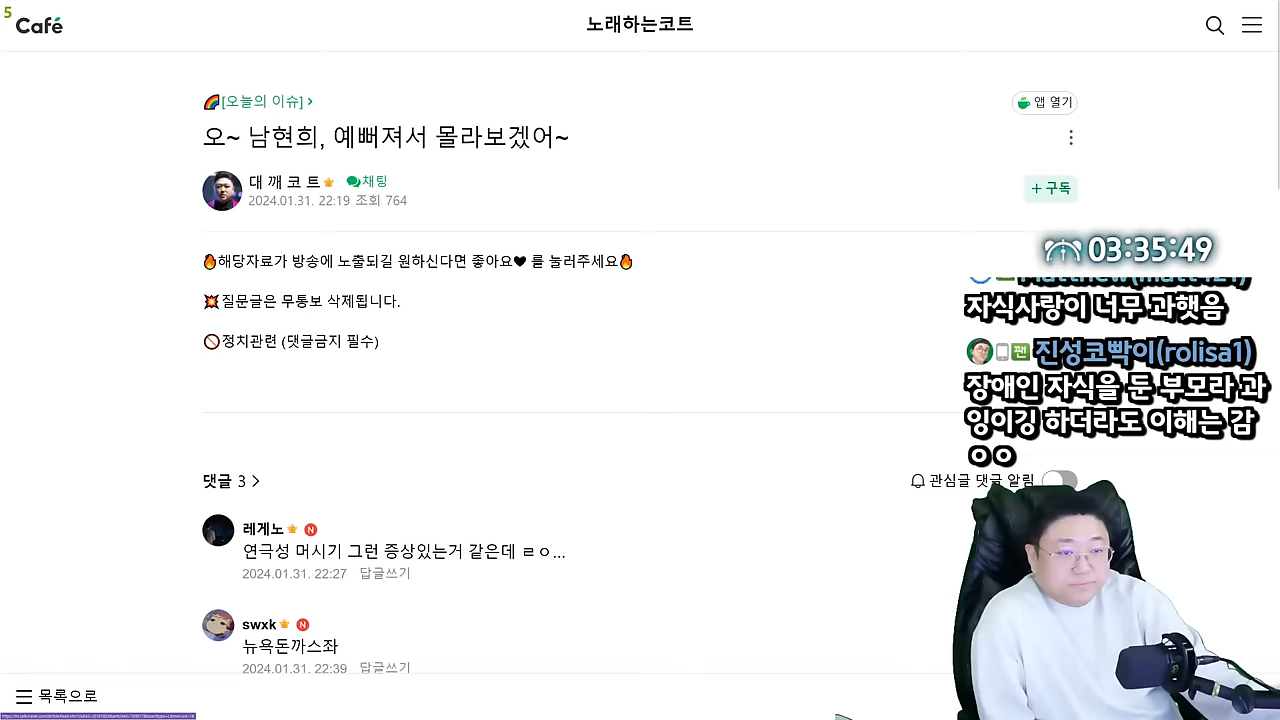 5
Café
노래하는코트
🌈[오늘의 이슈] >
앱 열기
오~ 남현희, 예뻐져서 몰라보겠어~
대 깨 코 트 채팅
2024.01.31. 22:19 조회 764
+ 구독
🔥해당자료가 방송에 노출되길 원하신다면 좋아요♥ 를 눌러주세요🔥
03:35:49
💥질문글은 무통보 삭제됩니다.
자식사랑이 너무 과했음
🚫정치관련 (댓글금지 필수)
팬 진성코빡이(rolisa1)
장애인 자식을 둔 부모라 과
잉이깅 하더라도 이해는 감
ㅇㅇ
댓글 3 >
관심글 댓글 알림
레게노 N
연극성 머시기 그런 증상있는거 같은데 ㄹㅇ...
2024.01.31. 22:27 답글쓰기
swxk N
뉴욕돈까스좌
2024.01.31. 22:39 답글쓰기
목록으로